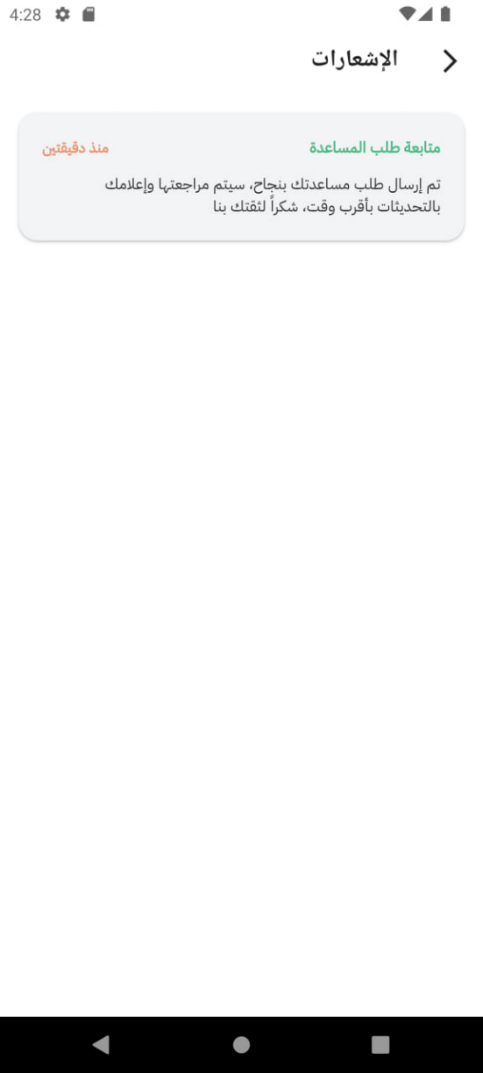 4:28
الإشعارات
متابعة طلب المساعدة
منذ دقيقتين
تم إرسال طلب مساعدتك بنجاح، سيتم مراجعتها وإعلامك
بالتحديثات بأقرب وقت، شكراً لثقتك بنا